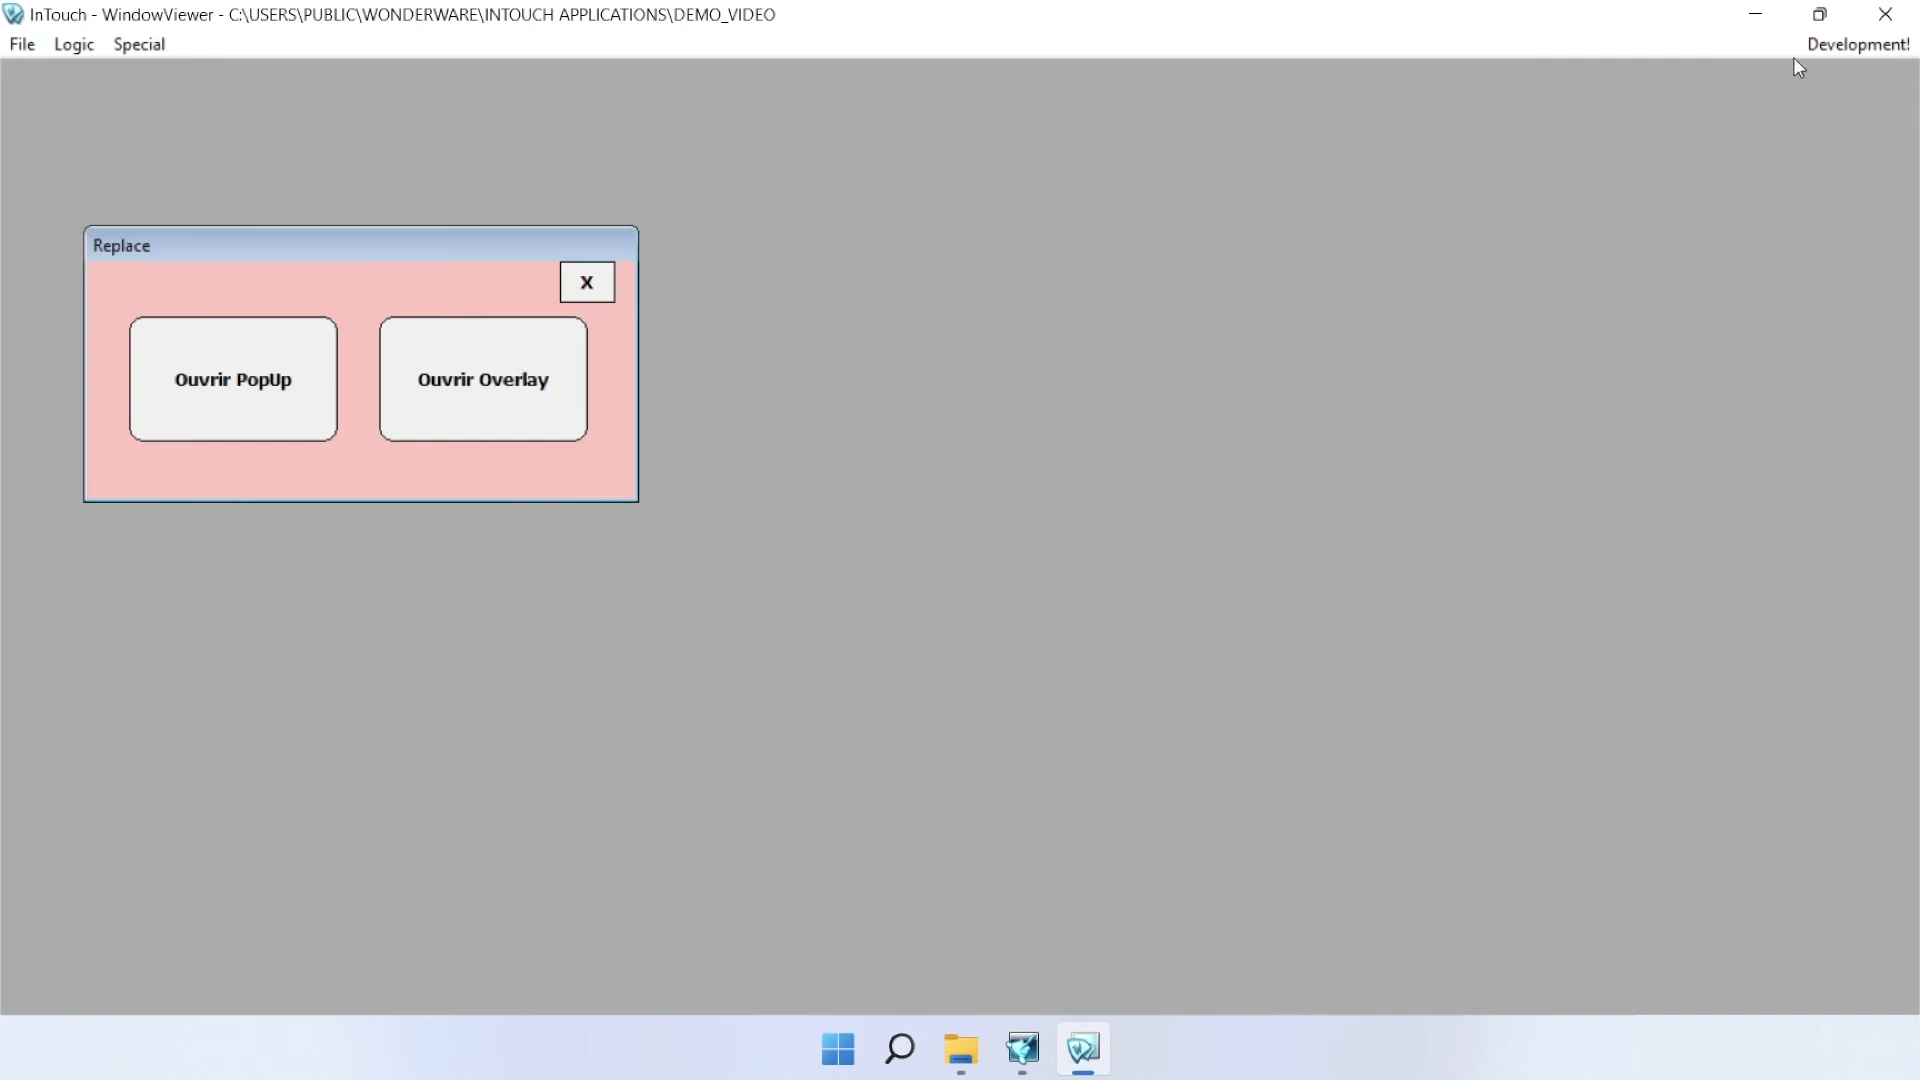 InTouch - WindowViewer - C:\USERS\PUBLIC\WONDERWARE\INTOUCH APPLICATIONS\DEMO_VIDEO
File Logic Special Development!
Replace
X
Ouvrir PopUp Ouvrir Overlay